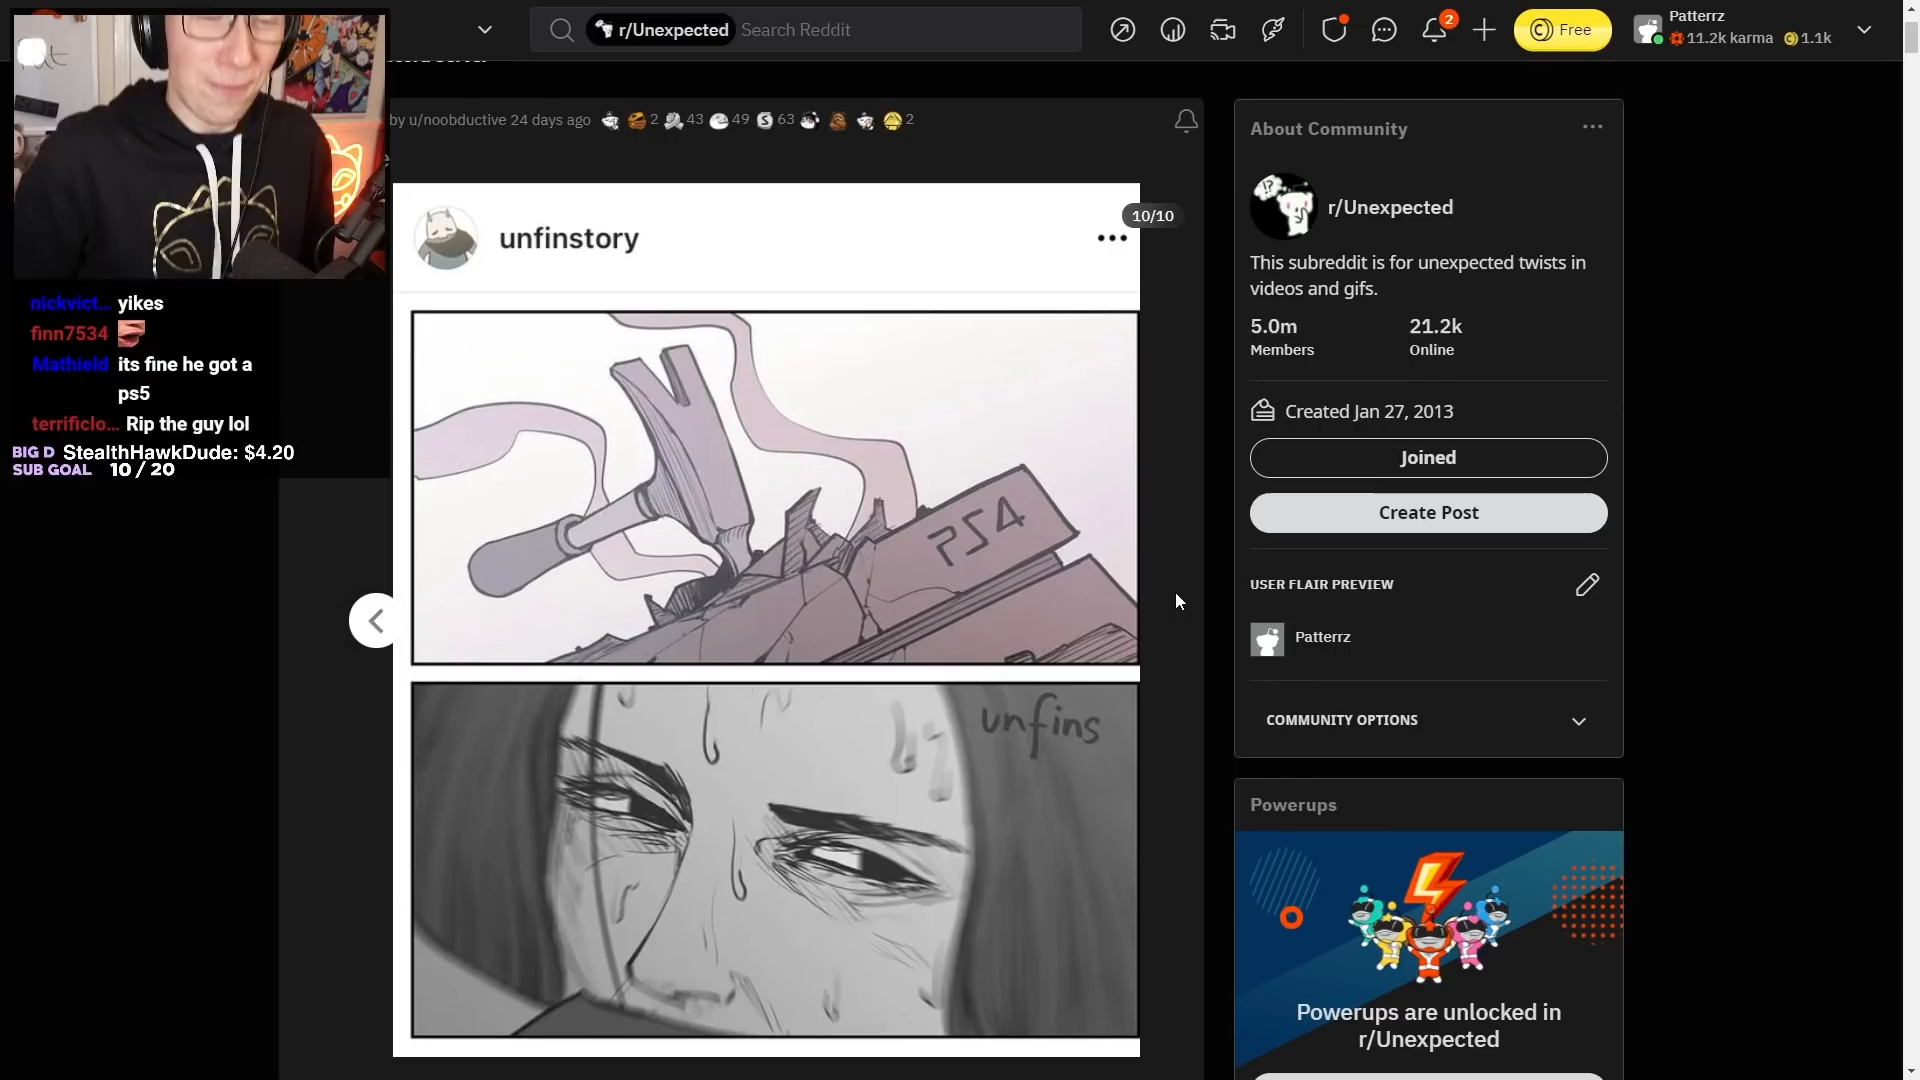 r/Unexpected Search Reddit
Free
Patterrz
11.2k karma 1.1k
2
by u/noobductive 24 days ago 2 43 49 63 2
unfinstory
10/10
PS4
unfins
nickvict... yikes
finn7534
Mathield its fine he got a
ps5
terrificlo... Rip the guy lol
BIG D StealthHawkDude: $4.20
SUB GOAL 10 / 20
About Community
r/Unexpected
This subreddit is for unexpected twists in
videos and gifs.
5.0m 21.2k
Members Online
Created Jan 27, 2013
Joined
Create Post
USER FLAIR PREVIEW
Patterrz
COMMUNITY OPTIONS
Powerups
Powerups are unlocked in
r/Unexpected